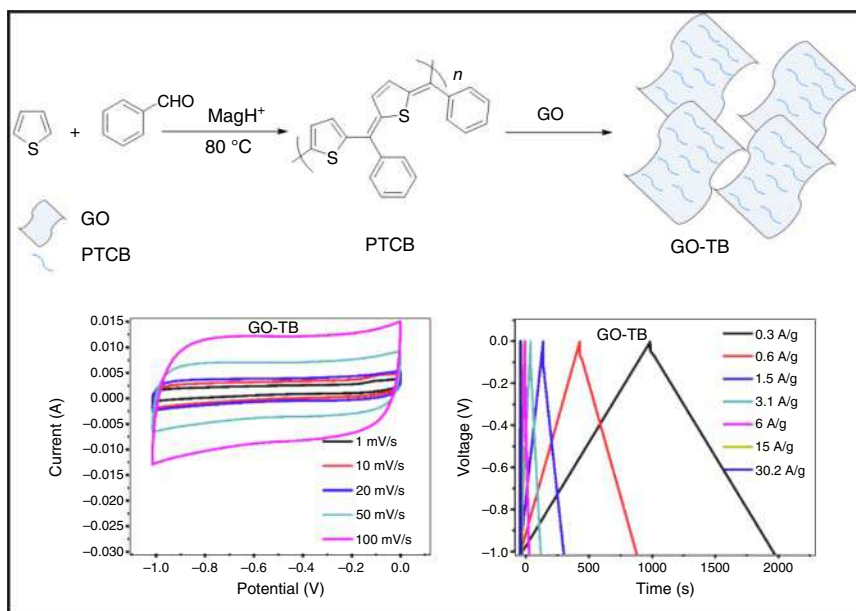 CHO
S
+
MagH+
80 °C
S
S
n
PTCB
GO
GO-TB
GO
PTCB
GO-TB
0.015
0.010
0.005
0.000
−0.005
−0.010
−0.015
−0.020
−0.025
−0.030
Current (A)
1 mV/s
10 mV/s
20 mV/s
50 mV/s
100 mV/s
−1.0
−0.8
−0.6
−0.4
−0.2
0.0
Potential (V)
GO-TB
0.0
−0.2
−0.4
−0.6
−0.8
−1.0
Voltage (V)
0.3 A/g
0.6 A/g
1.5 A/g
3.1 A/g
6 A/g
15 A/g
30.2 A/g
0
500
1000
1500
2000
Time (s)